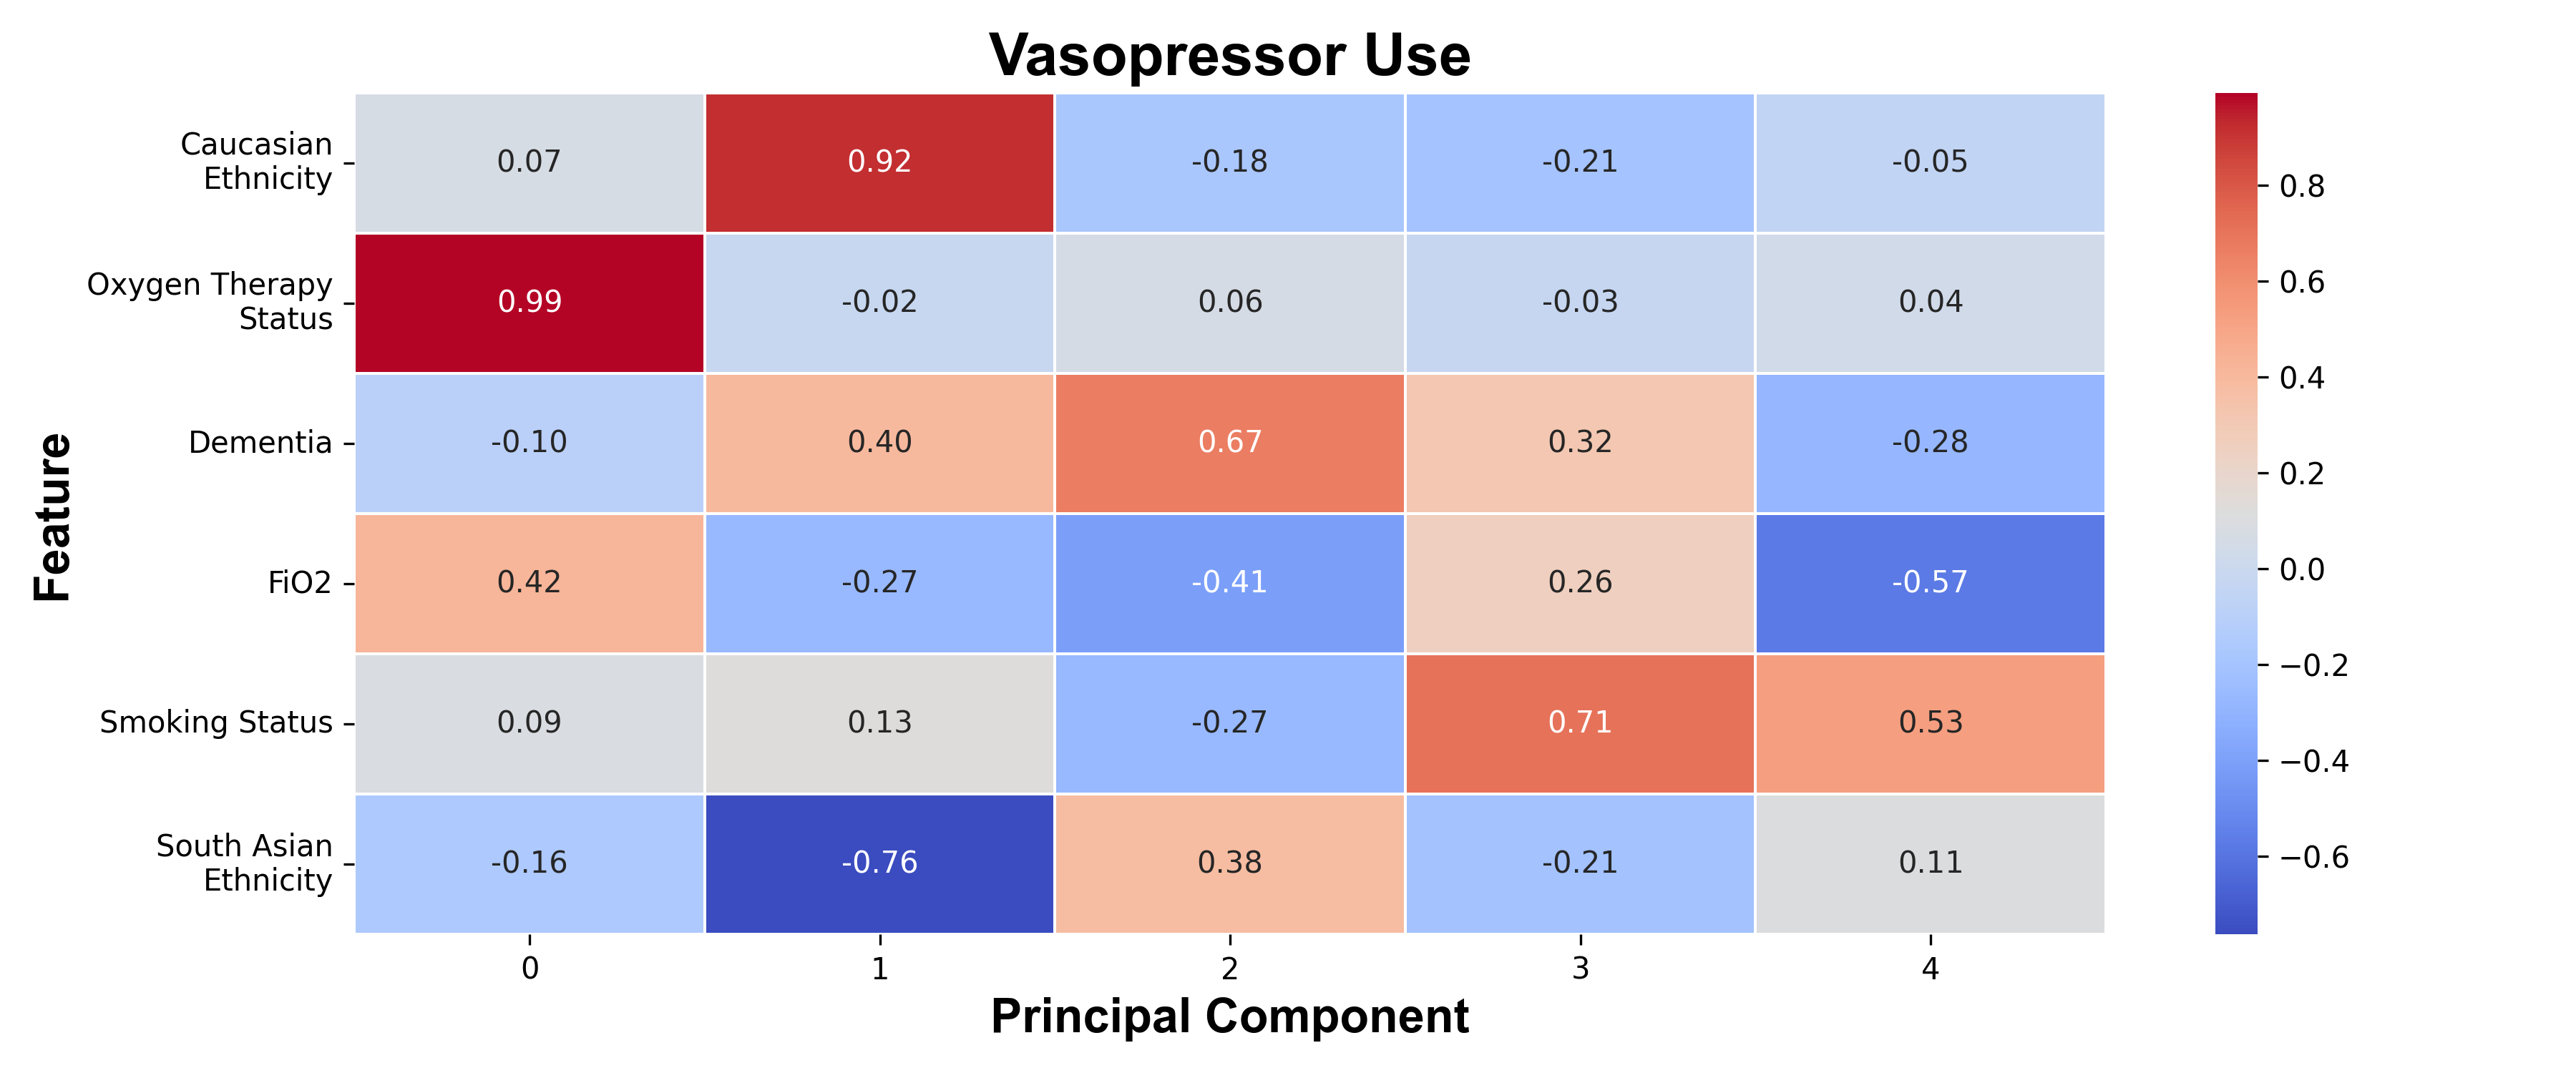 Vasopressor Use
Caucasian
Ethnicity
0.07 0.92 -0.18 -0.21 -0.05
Oxygen Therapy
Status
0.99 -0.02 0.06 -0.03 0.04
Dementia
-0.10 0.40 0.67 0.32 -0.28
FiO2
0.42 -0.27 -0.41 0.26 -0.57
Smoking Status
0.09 0.13 -0.27 0.71 0.53
South Asian
Ethnicity
-0.16 -0.76 0.38 -0.21 0.11
0 1 2 3 4
Principal Component
Feature
0.8
0.6
0.4
0.2
0.0
−0.2
−0.4
−0.6